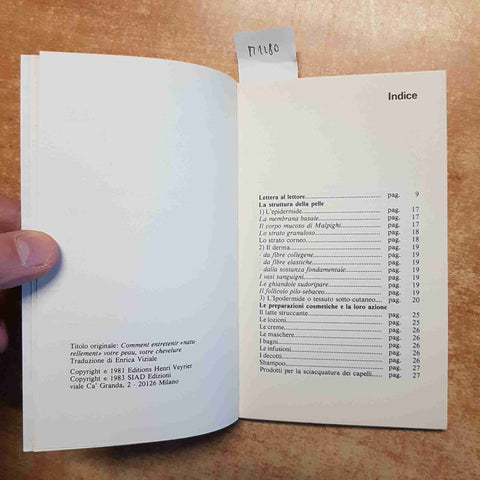 M1180
Titolo originale: Comment entretenir «natu
rellement» votre peau, votre chevelure
Traduzione di Enrica Viziale
Copyright © 1981 Editions Henri Veyrier
Copyright © 1983 SIAD Edizioni
viale Ca' Granda, 2 - 20126 Milano
Indice
Lettera al lettore.......... pag. 9
La struttura della pelle
1) L'epidermide.......... pag. 17
La membrana basale.......... pag. 17
Il corpo mucoso di Malpighi.......... pag. 17
Lo strato granuloso.......... pag. 18
Lo strato corneo.......... pag. 18
2) Il derma.......... pag. 19
- da fibre collegene.......... pag. 19
- da fibre elastiche.......... pag. 19
- dalla sostanza fondamentale.......... pag. 19
I vasi sanguigni.......... pag. 19
Le ghiandole sudoripare.......... pag. 19
Il follicolo pilo-sebaceo.......... pag. 19
3) L'Ipodermide o tessuto sotto-cutaneo.......... pag. 20
Le preparazioni cosmetiche e la loro azione
Il latte struccante.......... pag. 25
Le lozioni.......... pag. 25
Le creme.......... pag. 26
Le maschere.......... pag. 26
I bagni.......... pag. 26
Le infusioni.......... pag. 26
I decotti.......... pag. 26
Shampoo.......... pag. 27
Prodotti per la sciacquatura dei capelli.......... pag. 27